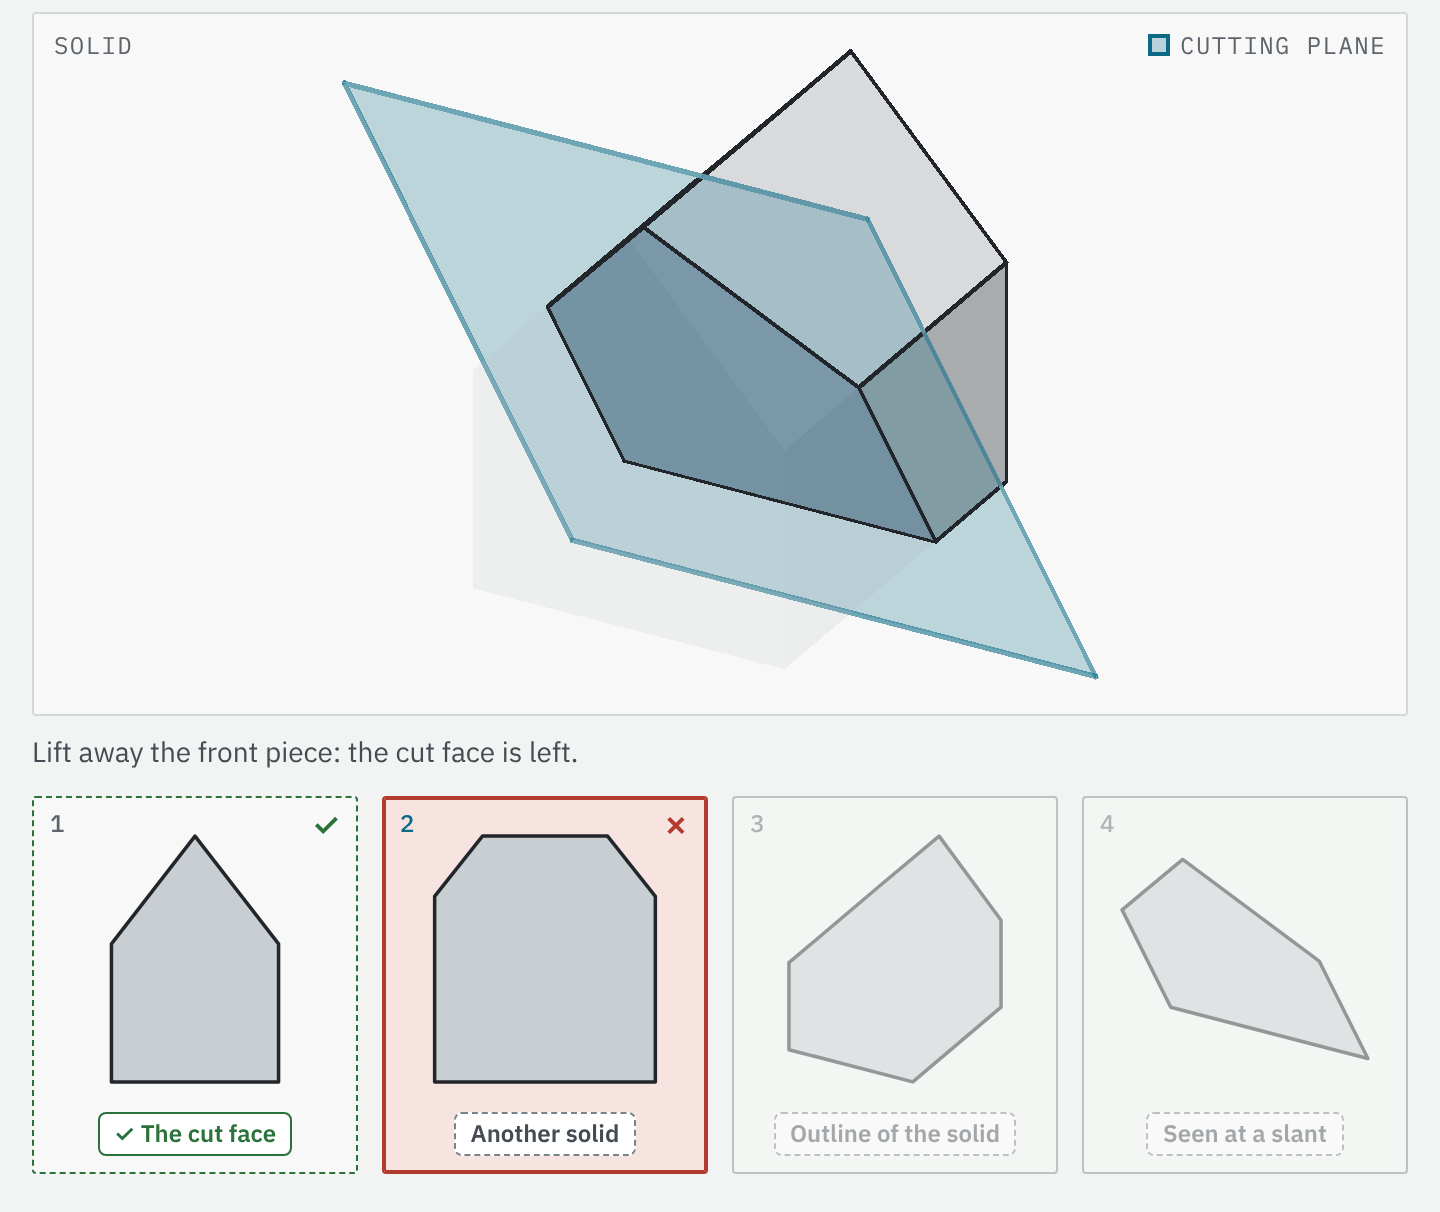 SOLID
CUTTING PLANE
Lift away the front piece: the cut face is left.
1
2
3
4
The cut face
Another solid
Outline of the solid
Seen at a slant